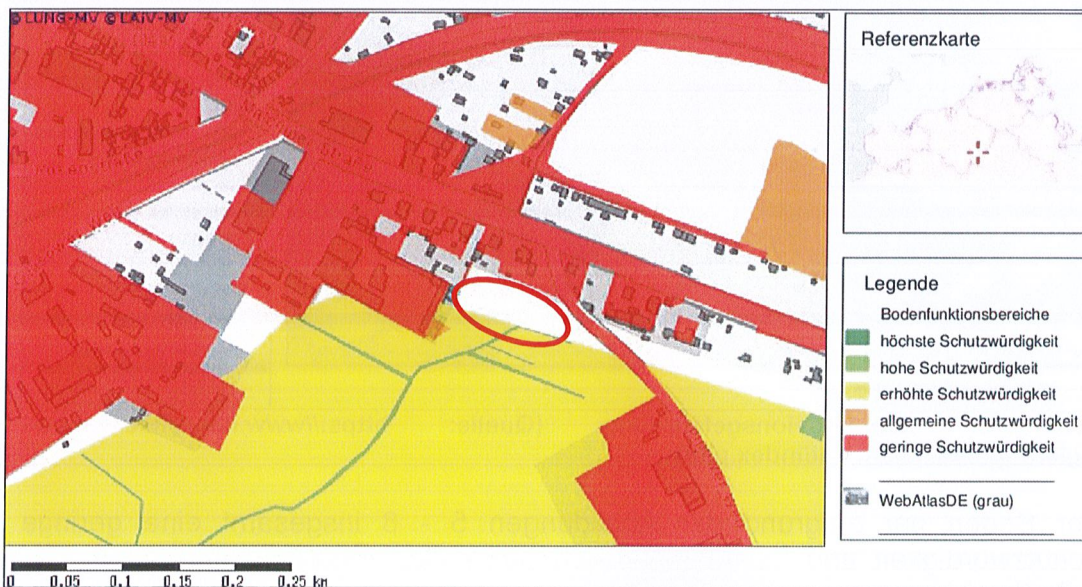 © LUNG-MV © LAiV-MV
Referenzkarte
Legende
Bodenfunktionsbereiche
höchste Schutzwürdigkeit
hohe Schutzwürdigkeit
erhöhte Schutzwürdigkeit
allgemeine Schutzwürdigkeit
geringe Schutzwürdigkeit
WebAtlasDE (grau)
0 0.05 0.1 0.15 0.2 0.25 km